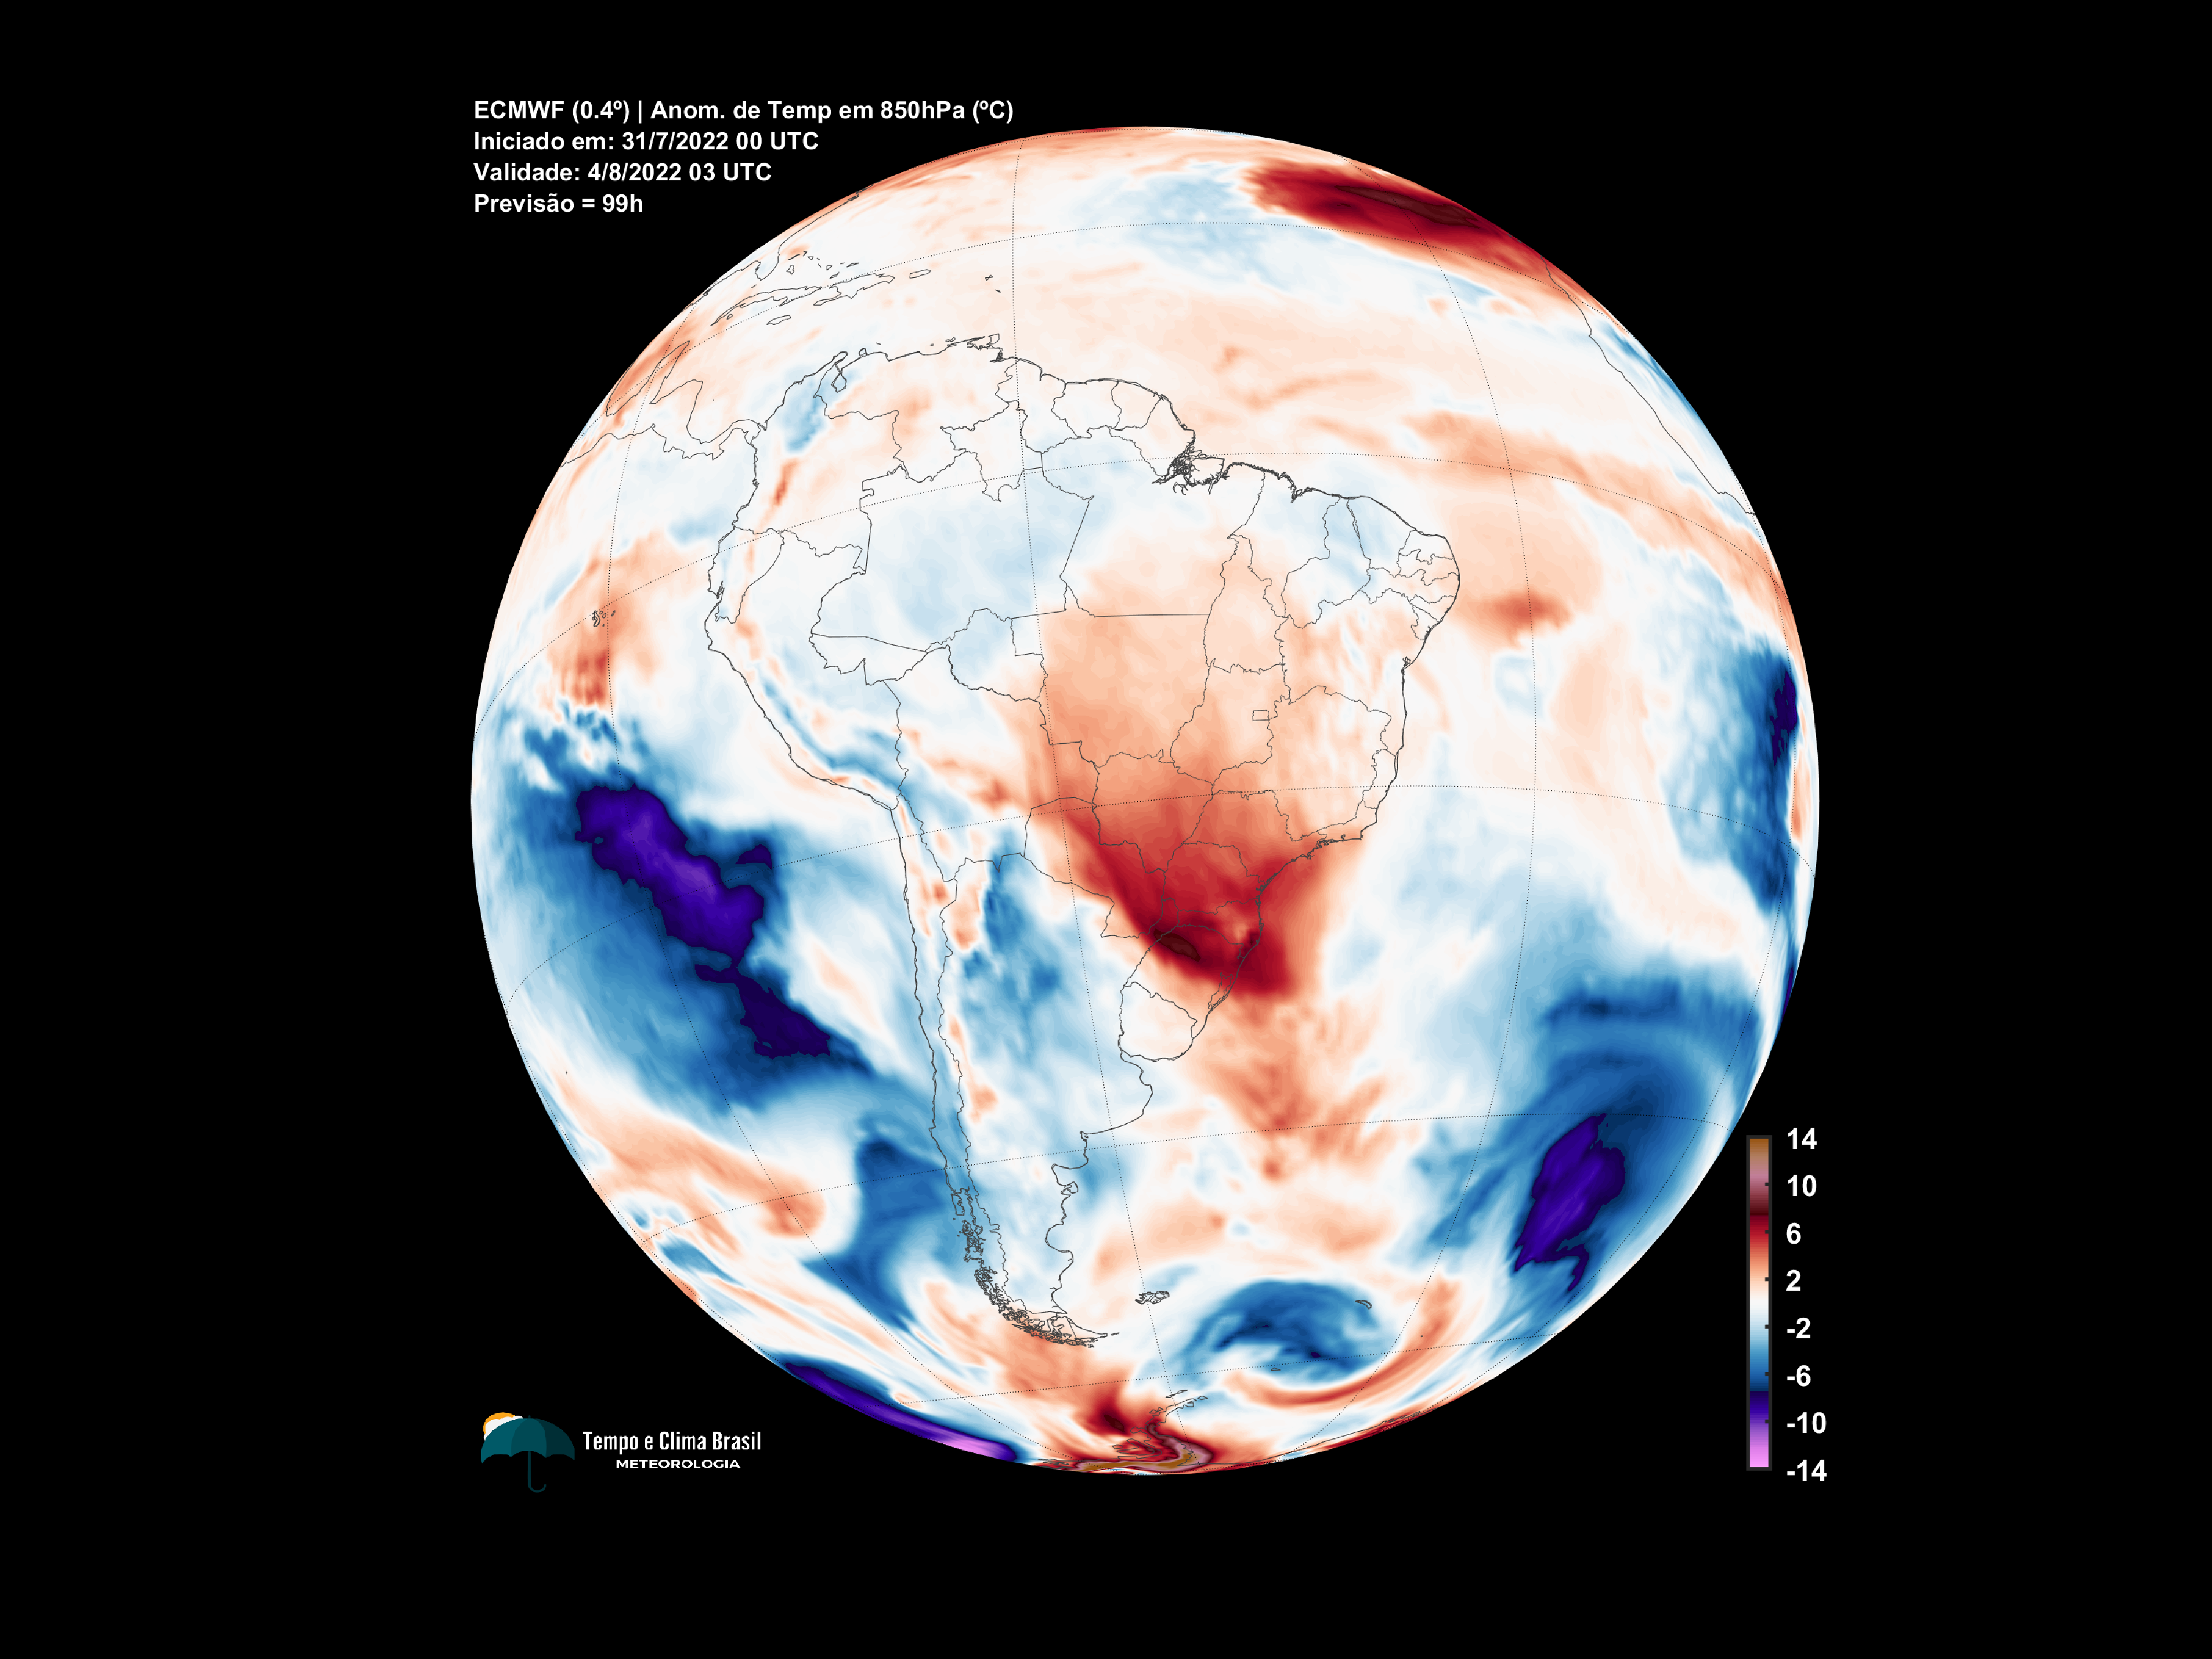 ECMWF (0.4º) | Anom. de Temp em 850hPa (ºC)
Iniciado em: 31/7/2022 00 UTC
Validade: 4/8/2022 03 UTC
Previsão = 99h
14
10
6
2
-2
-6
-10
-14
Tempo e Clima Brasil
METEOROLOGIA